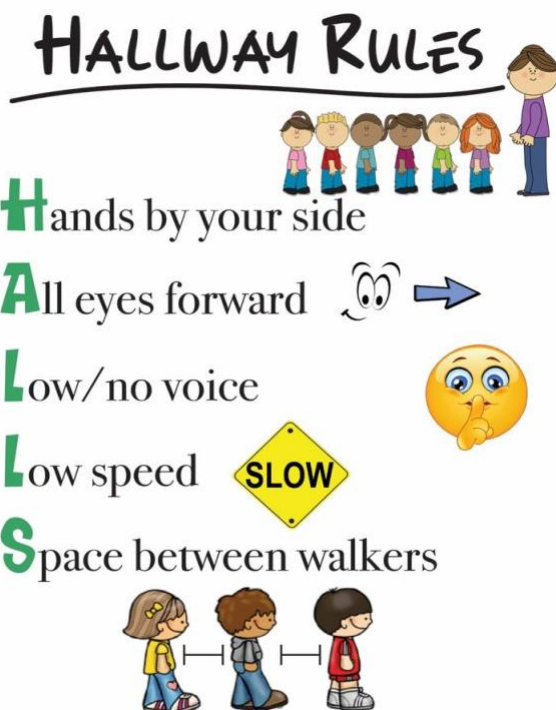 HALLWAY RULES
Hands by your side
All eyes forward
Low/no voice
Low speed
SLOW
Space between walkers